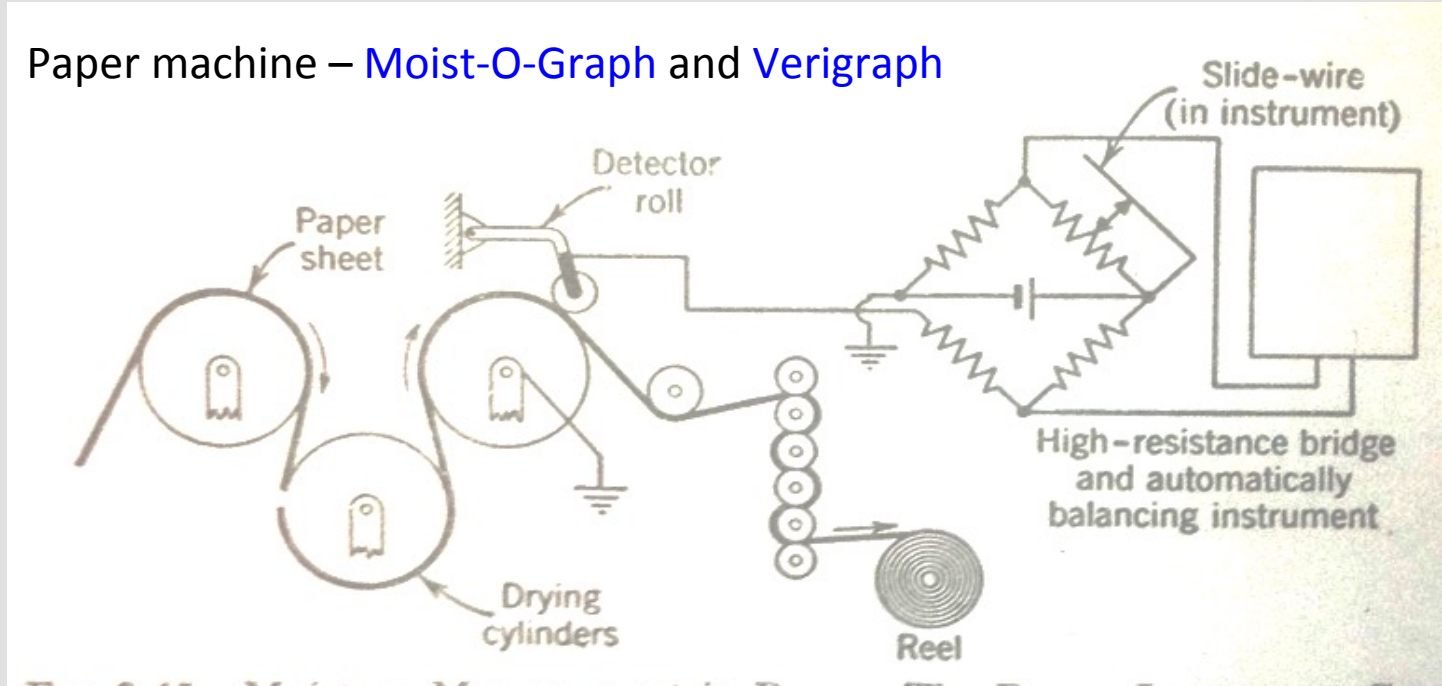 Paper machine – Moist-O-Graph and Verigraph
Slide-wire
(in instrument)
Detector
roll
Paper
sheet
High-resistance bridge
and automatically
balancing instrument
Drying
cylinders
Reel